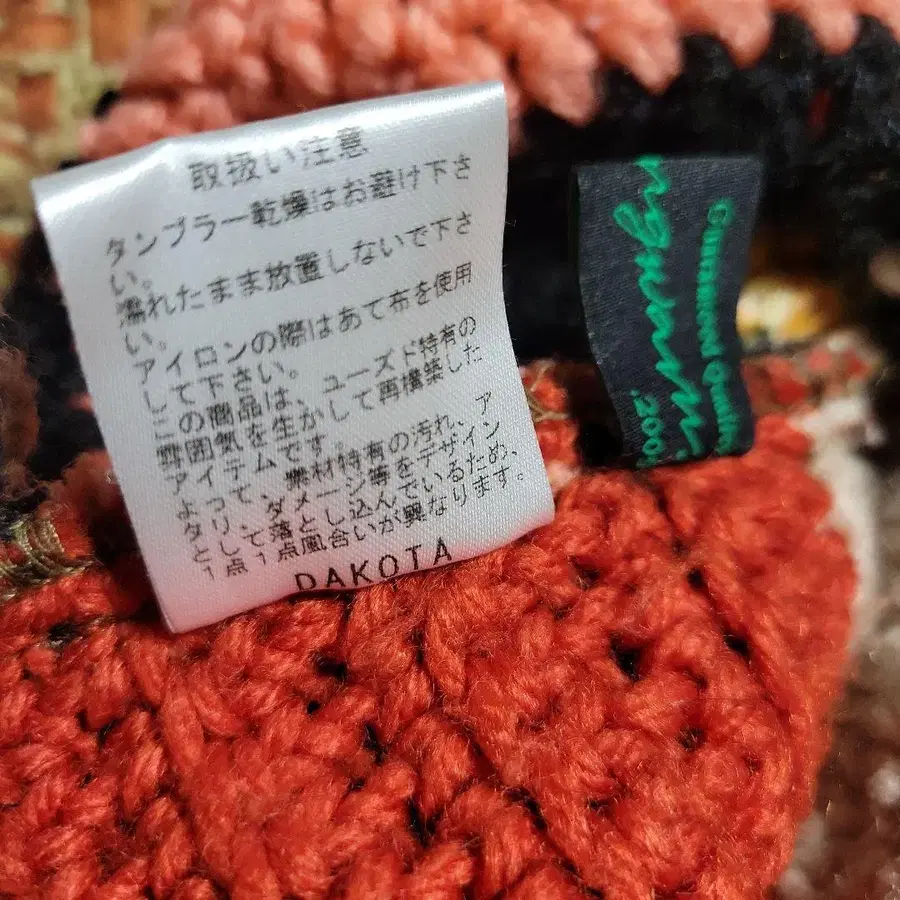 取扱い注意
タンブラー乾燥はお避け下さ
い。
濡れたまま放置しないで下さ
い。
アイロンの際はあて布を使用
して下さい。
この商品は、ユーズド特有の
雰囲気を生かして再構築した
アイテムです。
よって、素材特有の汚れ、ア
タリ、ダメージ等をデザイン
として落とし込んでいるため、
1点1点風合いが異なります。
DAKOTA